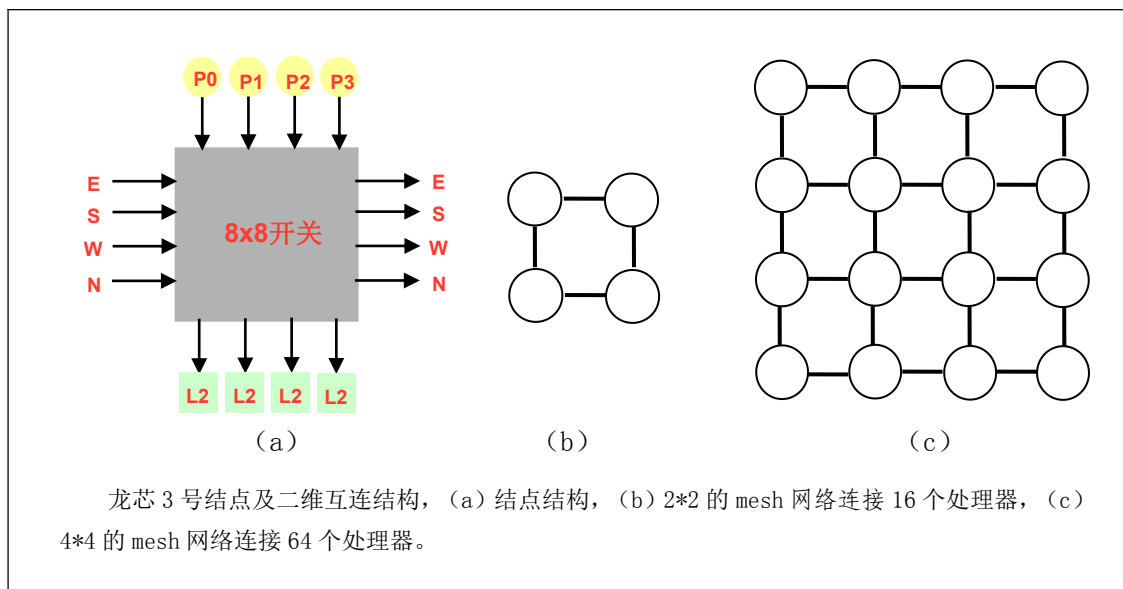 P0 P1 P2 P3
E E
S S
8x8开关
W W
N N
L2 L2 L2 L2
(a) (b) (c)
龙芯 3 号结点及二维互连结构，（a）结点结构，（b）2*2 的 mesh 网络连接 16 个处理器，（c）
4*4 的 mesh 网络连接 64 个处理器。